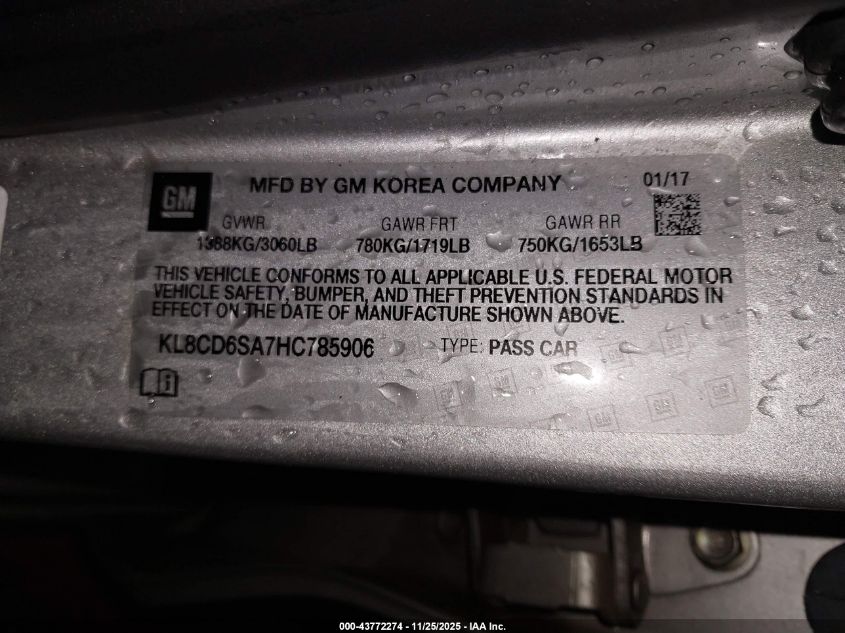 GM
MFD BY GM KOREA COMPANY 01/17
GVWR GAWR FRT GAWR RR
1388KG/3060LB 780KG/1719LB 750KG/1653LB
THIS VEHICLE CONFORMS TO ALL APPLICABLE U.S. FEDERAL MOTOR
VEHICLE SAFETY, BUMPER, AND THEFT PREVENTION STANDARDS IN
EFFECT ON THE DATE OF MANUFACTURE SHOWN ABOVE.
KL8CD6SA7HC785906 TYPE: PASS CAR
000-43772274 - 11/25/2025 - IAA Inc.